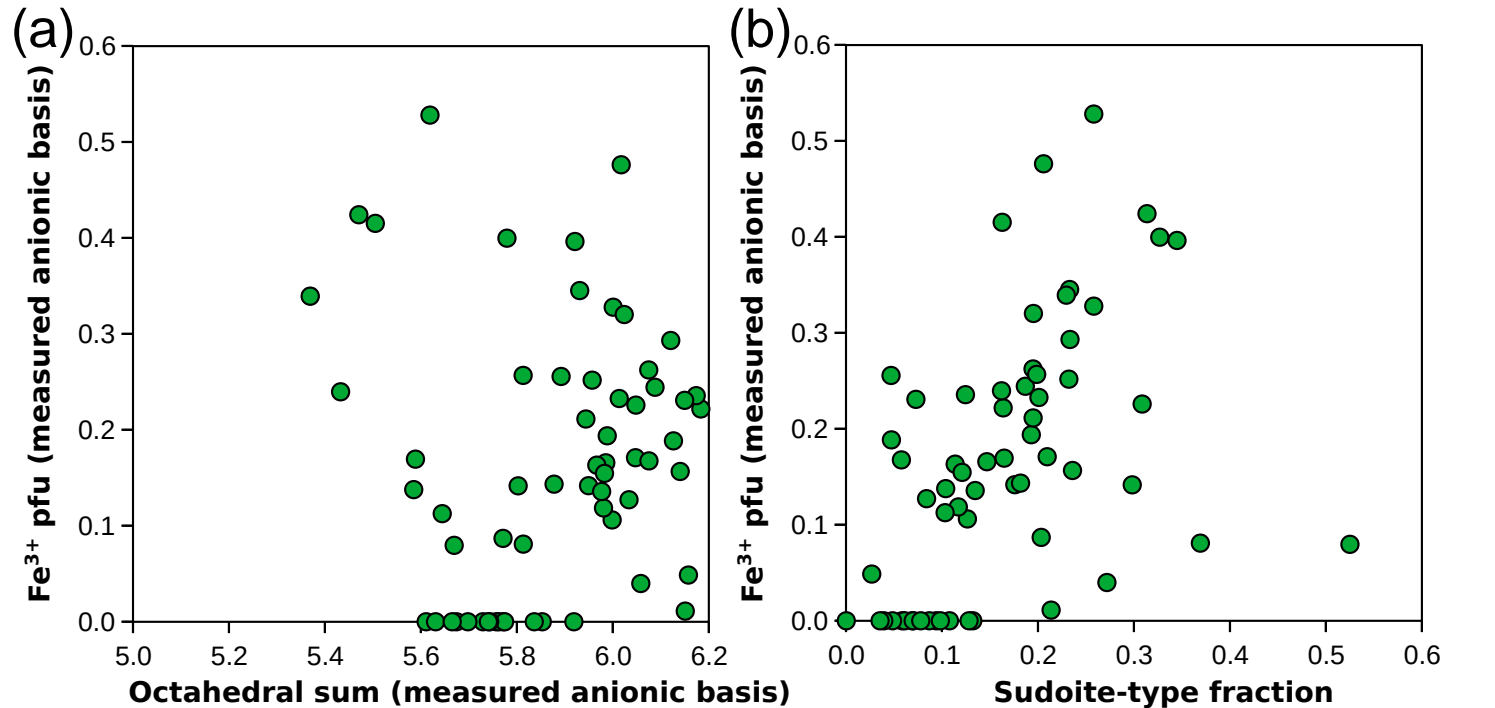 (a)
0.6
0.5
0.4
0.3
0.2
0.1
0.0
Fe³⁺ pfu (measured anionic basis)
5.0 5.2 5.4 5.6 5.8 6.0 6.2
Octahedral sum (measured anionic basis)
(b)
0.6
0.5
0.4
0.3
0.2
0.1
0.0
Fe³⁺ pfu (measured anionic basis)
0.0 0.1 0.2 0.3 0.4 0.5 0.6
Sudoite-type fraction